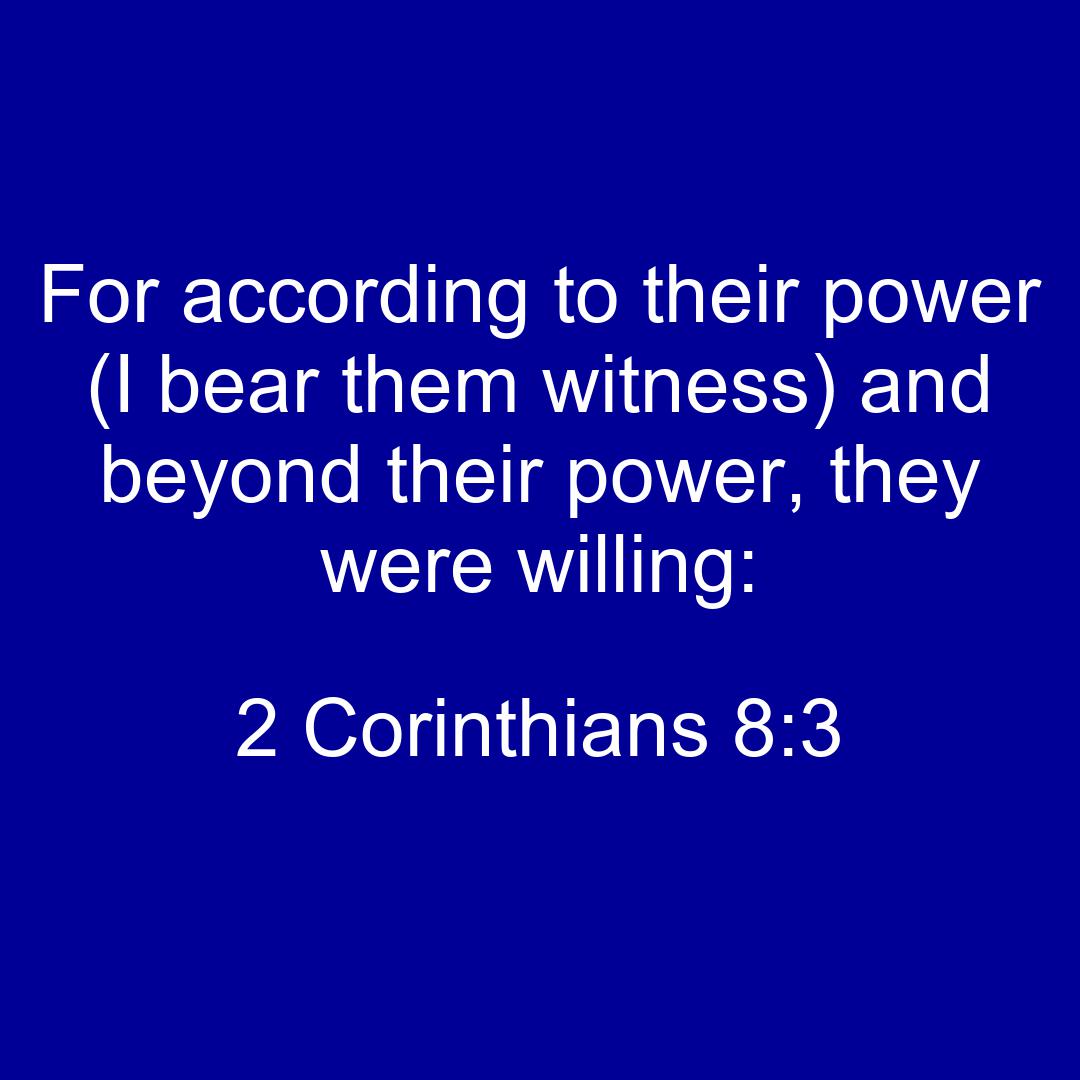 For according to their power
(I bear them witness) and
beyond their power, they
were willing:
2 Corinthians 8:3